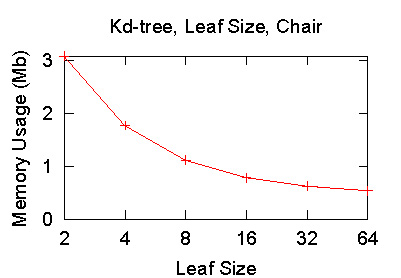 Kd-tree, Leaf Size, Chair
Memory Usage (Mb)
3
2
1
0
2 4 8 16 32 64
Leaf Size